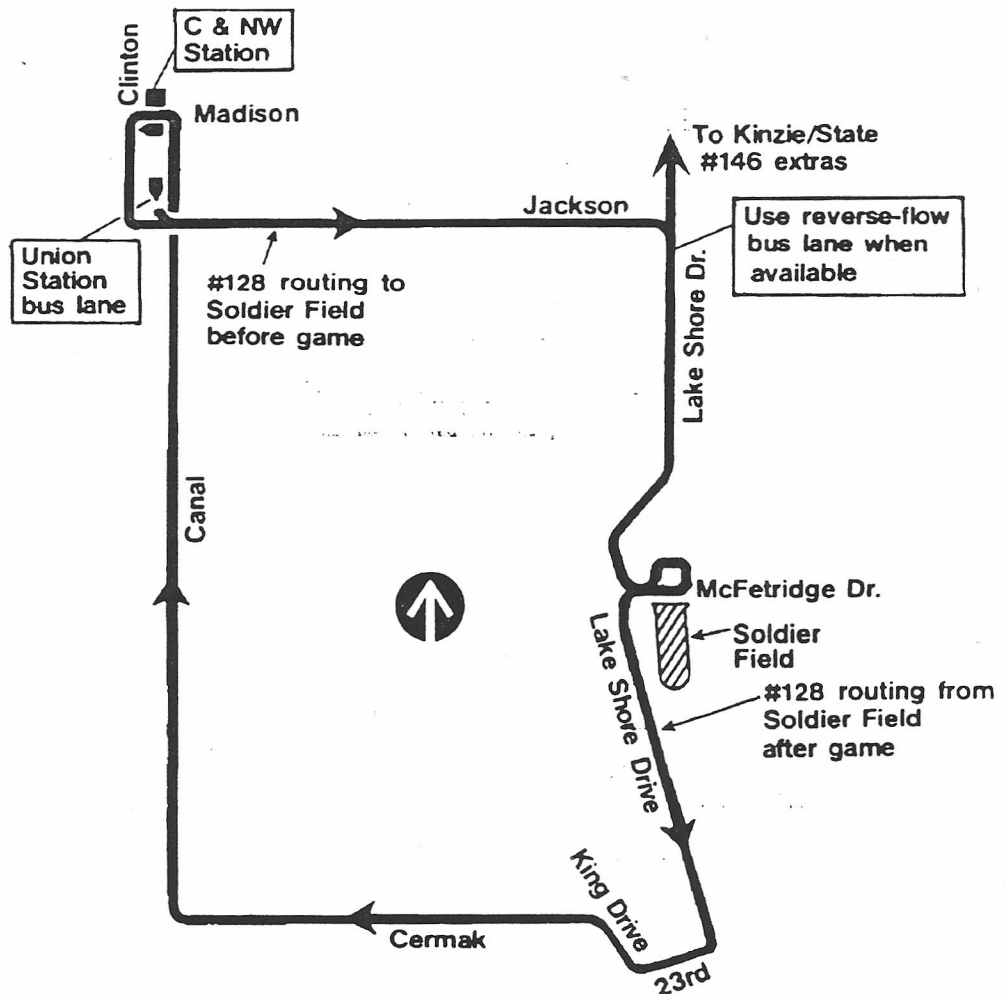 C & NW
Station
Clinton
Madison
To Kinzie/State
#146 extras
Jackson
Use reverse-flow
bus lane when
available
Union
Station
bus lane
#128 routing to
Soldier Field
before game
Lake Shore Dr.
Canal
McFetridge Dr.
Soldier
Field
Lake Shore Drive
#128 routing from
Soldier Field
after game
King Drive
Cermak
23rd